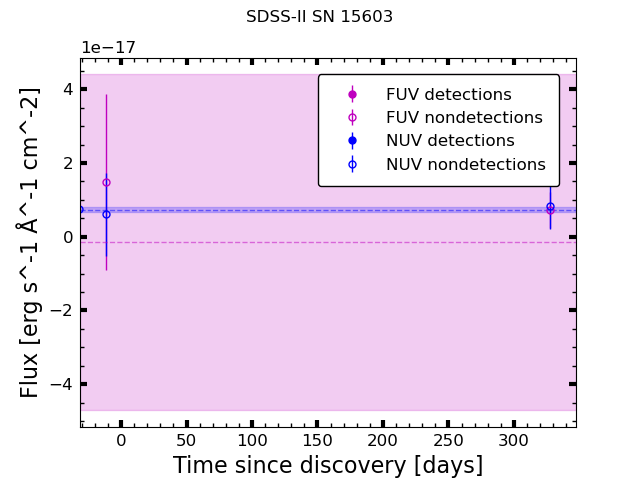 SDSS-II SN 15603
1e−17
FUV detections
FUV nondetections
NUV detections
NUV nondetections
4
2
0
−2
−4
Flux [erg s^-1 Å^-1 cm^-2]
0 50 100 150 200 250 300
Time since discovery [days]